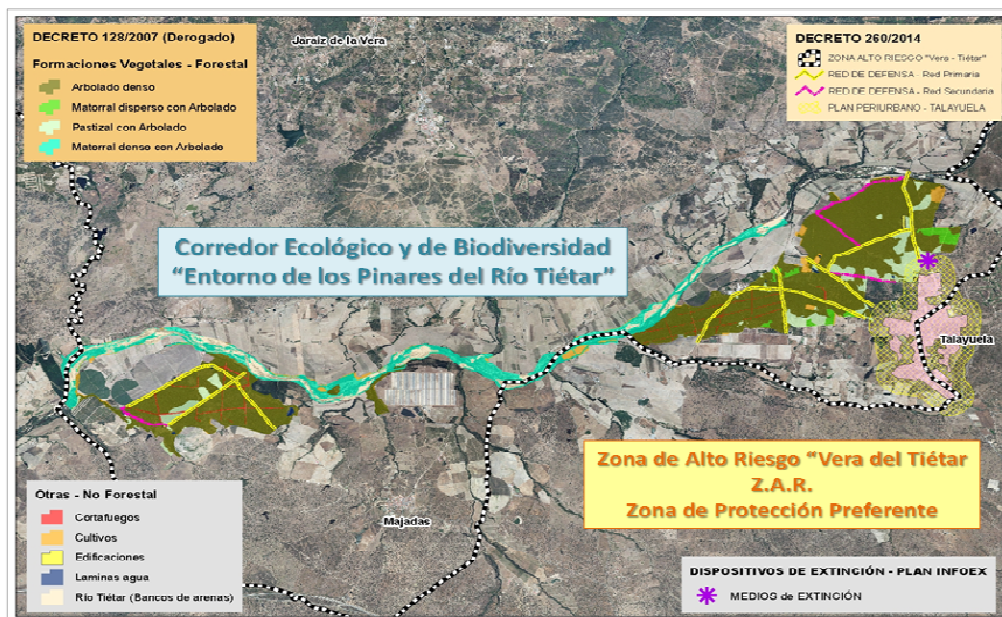 DECRETO 128/2007 (Derogado)
Formaciones Vegetales - Forestal
Arbolado denso
Matorral disperso con Arbolado
Pastizal con Arbolado
Matorral denso con Arbolado
Jaraíz de la Vera
DECRETO 260/2014
ZONA ALTO RIESGO "Vera - Tiétar"
RED DE DEFENSA - Red Primaria
RED DE DEFENSA - Red Secundaria
PLAN PERIURBANO - TALAYUELA
Corredor Ecológico y de Biodiversidad
"Entorno de los Pinares del Río Tiétar"
Talayuela
Zona de Alto Riesgo "Vera del Tiétar
Z.A.R.
Zona de Protección Preferente
Otras - No Forestal
Cortafuegos
Cultivos
Edificaciones
Laminas agua
Río Tiétar (Bancos de arenas)
Majadas
DISPOSITIVOS DE EXTINCIÓN - PLAN INFOEX
MEDIOS de EXTINCIÓN